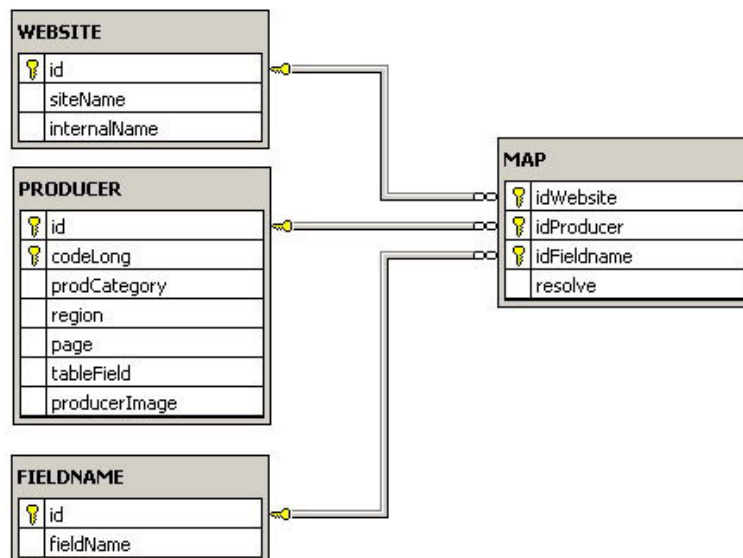 WEBSITE
id
siteName
internalName
PRODUCER
id
codeLong
prodCategory
region
page
tableField
producerImage
FIELDNAME
id
fieldName
MAP
idWebsite
idProducer
idFieldname
resolve